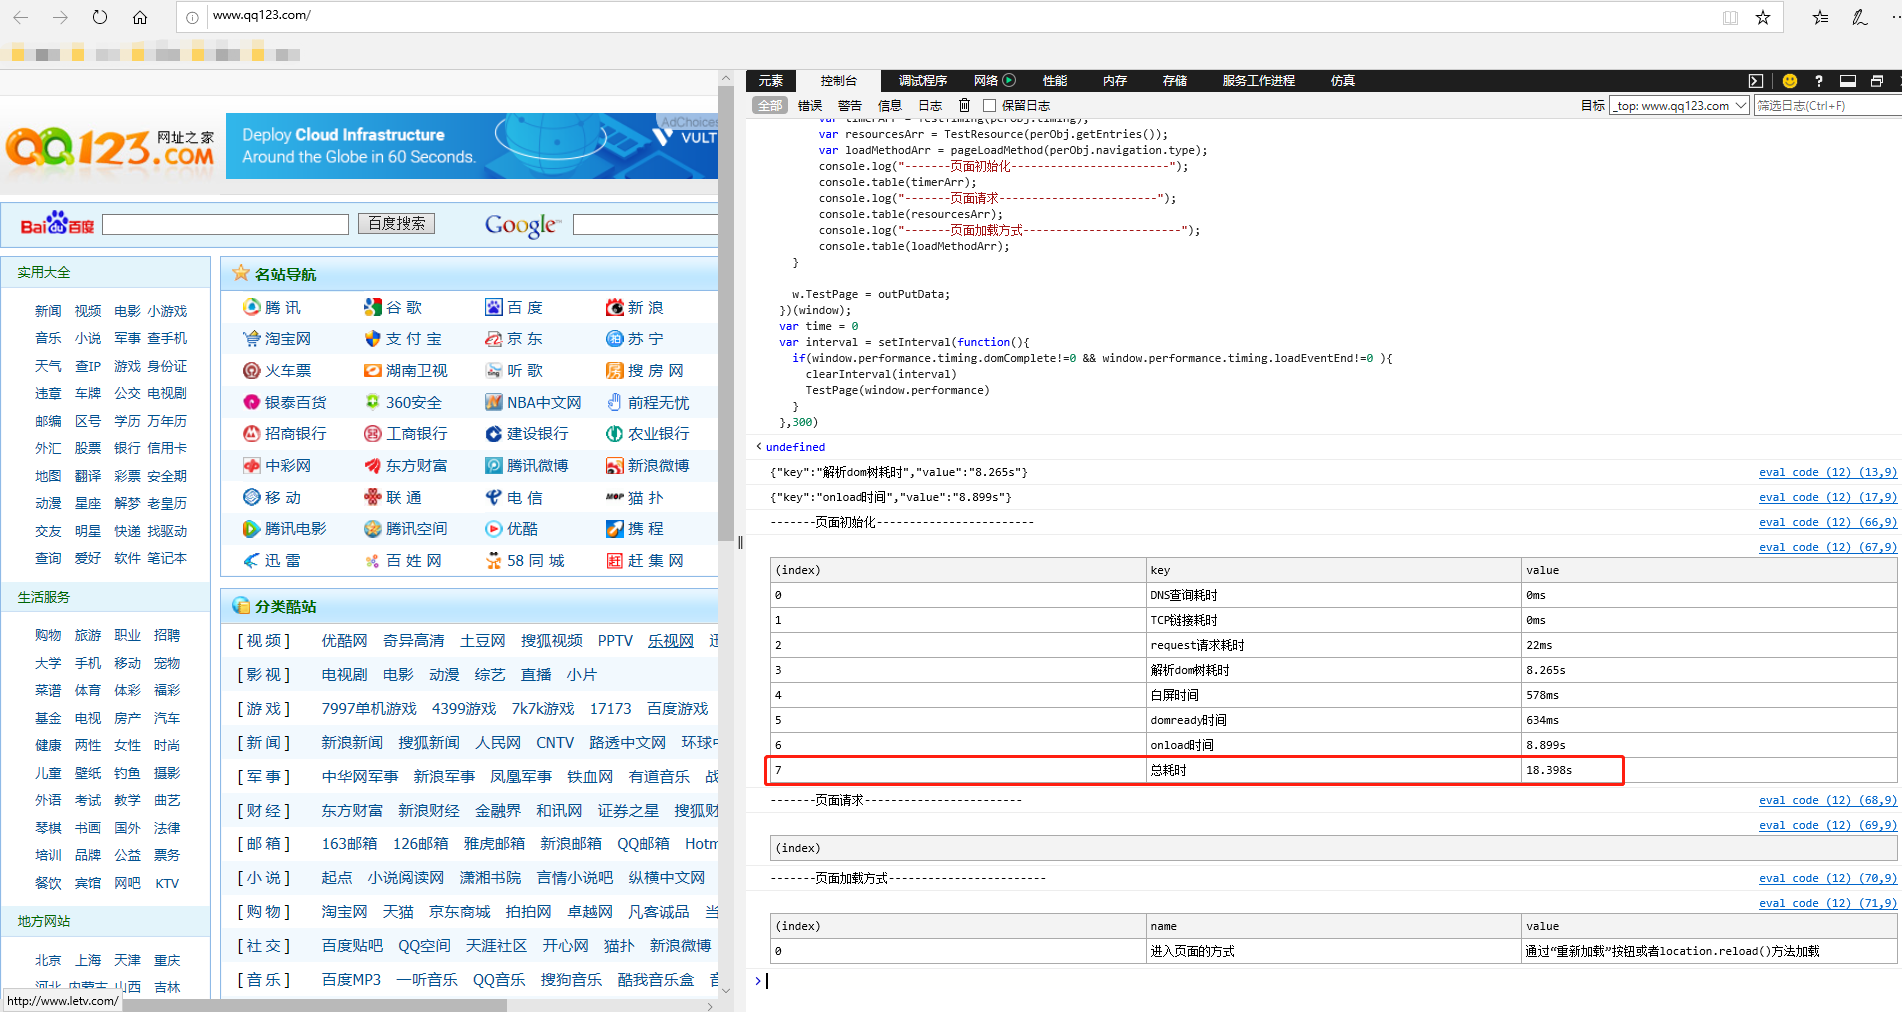 www.qq123.com/
QQ123.COM 网址之家
Deploy Cloud Infrastructure
Around the Globe in 60 Seconds.
AdChoices
VULT
Bai百度 百度搜索 Google™
实用大全
新闻 视频 电影 小游戏
音乐 小说 军事 查手机
天气 查IP 游戏 身份证
违章 车牌 公交 电视剧
邮编 区号 学历 万年历
外汇 股票 银行 信用卡
地图 翻译 彩票 安全期
动漫 星座 解梦 老皇历
交友 明星 快递 找驱动
查询 爱好 软件 笔记本
生活服务
购物 旅游 职业 招聘
大学 手机 移动 宠物
菜谱 体育 体彩 福彩
基金 电视 房产 汽车
健康 两性 女性 时尚
儿童 壁纸 钓鱼 摄影
外语 考试 教学 曲艺
琴棋 书画 国外 法律
培训 品牌 公益 票务
餐饮 宾馆 网吧 KTV
地方网站
北京 上海 天津 重庆
河北 内蒙古 山西 吉林
http://www.letv.com/
名站导航
腾 讯 谷 歌 百 度 新 浪
淘宝网 支 付 宝 京 东 苏 宁
火车票 湖南卫视 听 歌 搜 房 网
银泰百货 360安全 NBA中文网 前程无忧
招商银行 工商银行 建设银行 农业银行
中彩网 东方财富 腾讯微博 新浪微博
移 动 联 通 电 信 MOP 猫 扑
腾讯电影 腾讯空间 优酷 携 程
迅 雷 百 姓 网 58 同 城 赶 集 网
分类酷站
[ 视 频 ] 优酷网 奇异高清 土豆网 搜狐视频 PPTV 乐视网
[ 影 视 ] 电视剧 电影 动漫 综艺 直播 小片
[ 游 戏 ] 7997单机游戏 4399游戏 7k7k游戏 17173 百度游戏
[ 新 闻 ] 新浪新闻 搜狐新闻 人民网 CNTV 路透中文网 环球
[ 军 事 ] 中华网军事 新浪军事 凤凰军事 铁血网 有道音乐 战
[ 财 经 ] 东方财富 新浪财经 金融界 和讯网 证券之星 搜狐财
[ 邮 箱 ] 163邮箱 126邮箱 雅虎邮箱 新浪邮箱 QQ邮箱 Hotm
[ 小 说 ] 起点 小说阅读网 潇湘书院 言情小说吧 纵横中文网
[ 购 物 ] 淘宝网 天猫 京东商城 拍拍网 卓越网 凡客诚品 当
[ 社 交 ] 百度贴吧 QQ空间 天涯社区 开心网 猫扑 新浪微博
[ 音 乐 ] 百度MP3 一听音乐 QQ音乐 搜狗音乐 酷我音乐盒 音
元素 控制台 调试程序 网络 性能 内存 存储 服务工作进程 仿真
全部 错误 警告 信息 日志 保留日志 目标 _top: www.qq123.com 筛选日志(Ctrl+F)
var timerArr = TestTiming(perObj.timing);
var resourcesArr = TestResource(perObj.getEntries());
var loadMethodArr = pageLoadMethod(perObj.navigation.type);
console.log("-------页面初始化------------------------");
console.table(timerArr);
console.log("-------页面请求------------------------");
console.table(resourcesArr);
console.log("-------页面加载方式------------------------");
console.table(loadMethodArr);
}
w.TestPage = outPutData;
})(window);
var time = 0
var interval = setInterval(function(){
if(window.performance.timing.domComplete!=0 && window.performance.timing.loadEventEnd!=0 ){
clearInterval(interval)
TestPage(window.performance)
}
},300)
undefined
{"key":"解析dom树耗时","value":"8.265s"} eval code (12) (13,9)
{"key":"onload时间","value":"8.899s"} eval code (12) (17,9)
-------页面初始化------------------------ eval code (12) (66,9)
eval code (12) (67,9)
(index) key value
0 DNS查询耗时 0ms
1 TCP链接耗时 0ms
2 request请求耗时 22ms
3 解析dom树耗时 8.265s
4 白屏时间 578ms
5 domready时间 634ms
6 onload时间 8.899s
7 总耗时 18.398s
-------页面请求------------------------ eval code (12) (68,9)
eval code (12) (69,9)
(index)
-------页面加载方式------------------------ eval code (12) (70,9)
eval code (12) (71,9)
(index) name value
0 进入页面的方式 通过“重新加载”按钮或者location.reload()方法加载